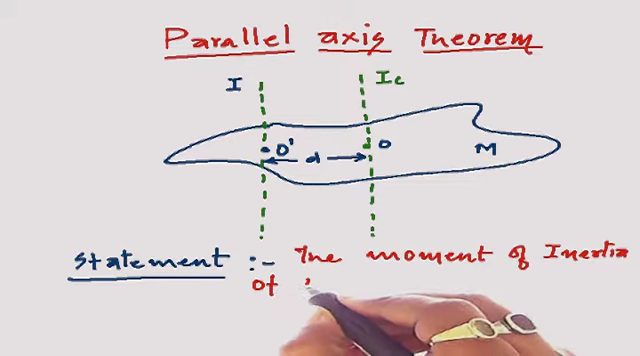 Parallel axis Theorem
I Ic
O' d O M
Statement :- The moment of Inertia
Of